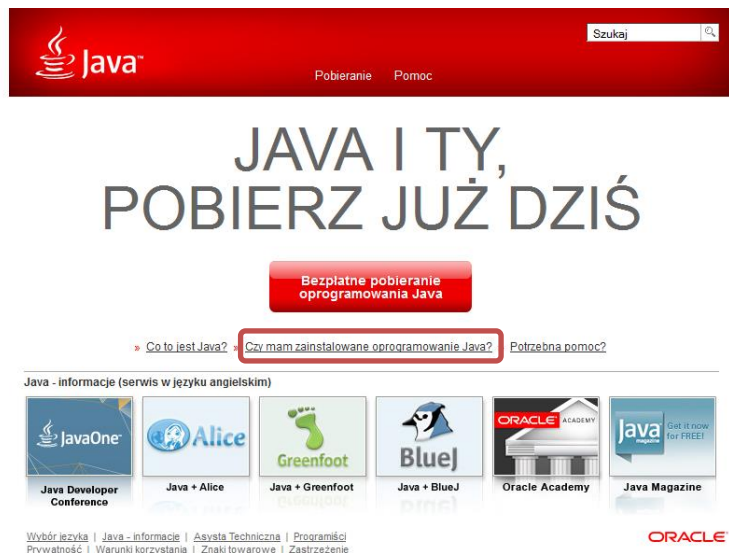 Szukaj
Java™
Pobieranie Pomoc
JAVA I TY,
POBIERZ JUŻ DZIŚ
Bezpłatne pobieranie
oprogramowania Java
» Co to jest Java? » Czy mam zainstalowane oprogramowanie Java? Potrzebna pomoc?
Java - informacje (serwis w języku angielskim)
JavaOne™
Alice
Greenfoot
BlueJ
ORACLE ACADEMY
Java magazine
Get it now
for FREE!
Java Developer
Conference
Java + Alice
Java + Greenfoot
Java + BlueJ
Oracle Academy
Java Magazine
Wybór języka | Java - informacje | Asysta Techniczna | Programiści
Prywatność | Warunki korzystania | Znaki towarowe | Zastrzeżenie
ORACLE